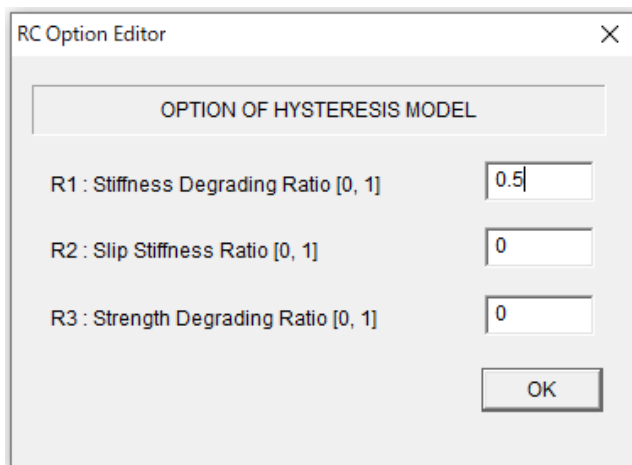 RC Option Editor
OPTION OF HYSTERESIS MODEL
R1 : Stiffness Degrading Ratio [0, 1] 0.5
R2 : Slip Stiffness Ratio [0, 1] 0
R3 : Strength Degrading Ratio [0, 1] 0
OK